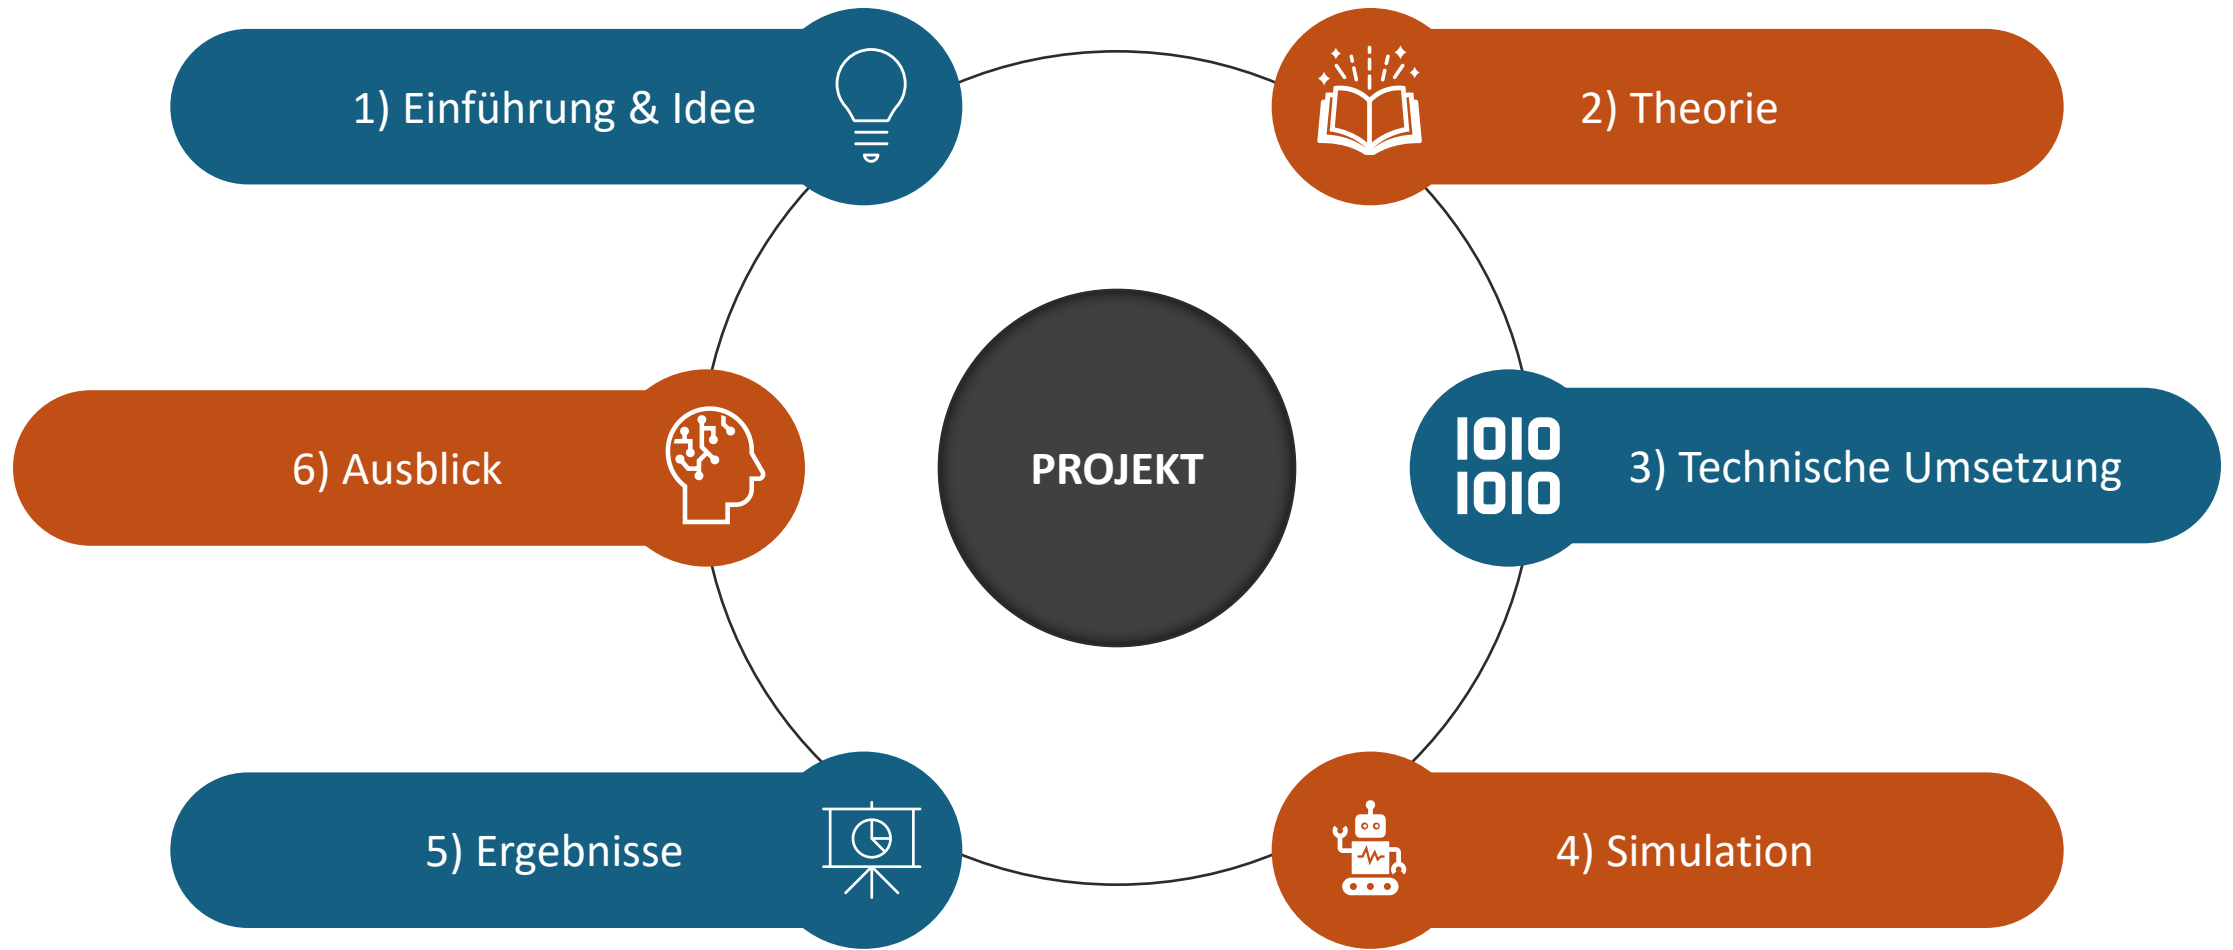 1) Einführung & Idee
2) Theorie
3) Technische Umsetzung
4) Simulation
5) Ergebnisse
6) Ausblick
PROJEKT
1010
1010